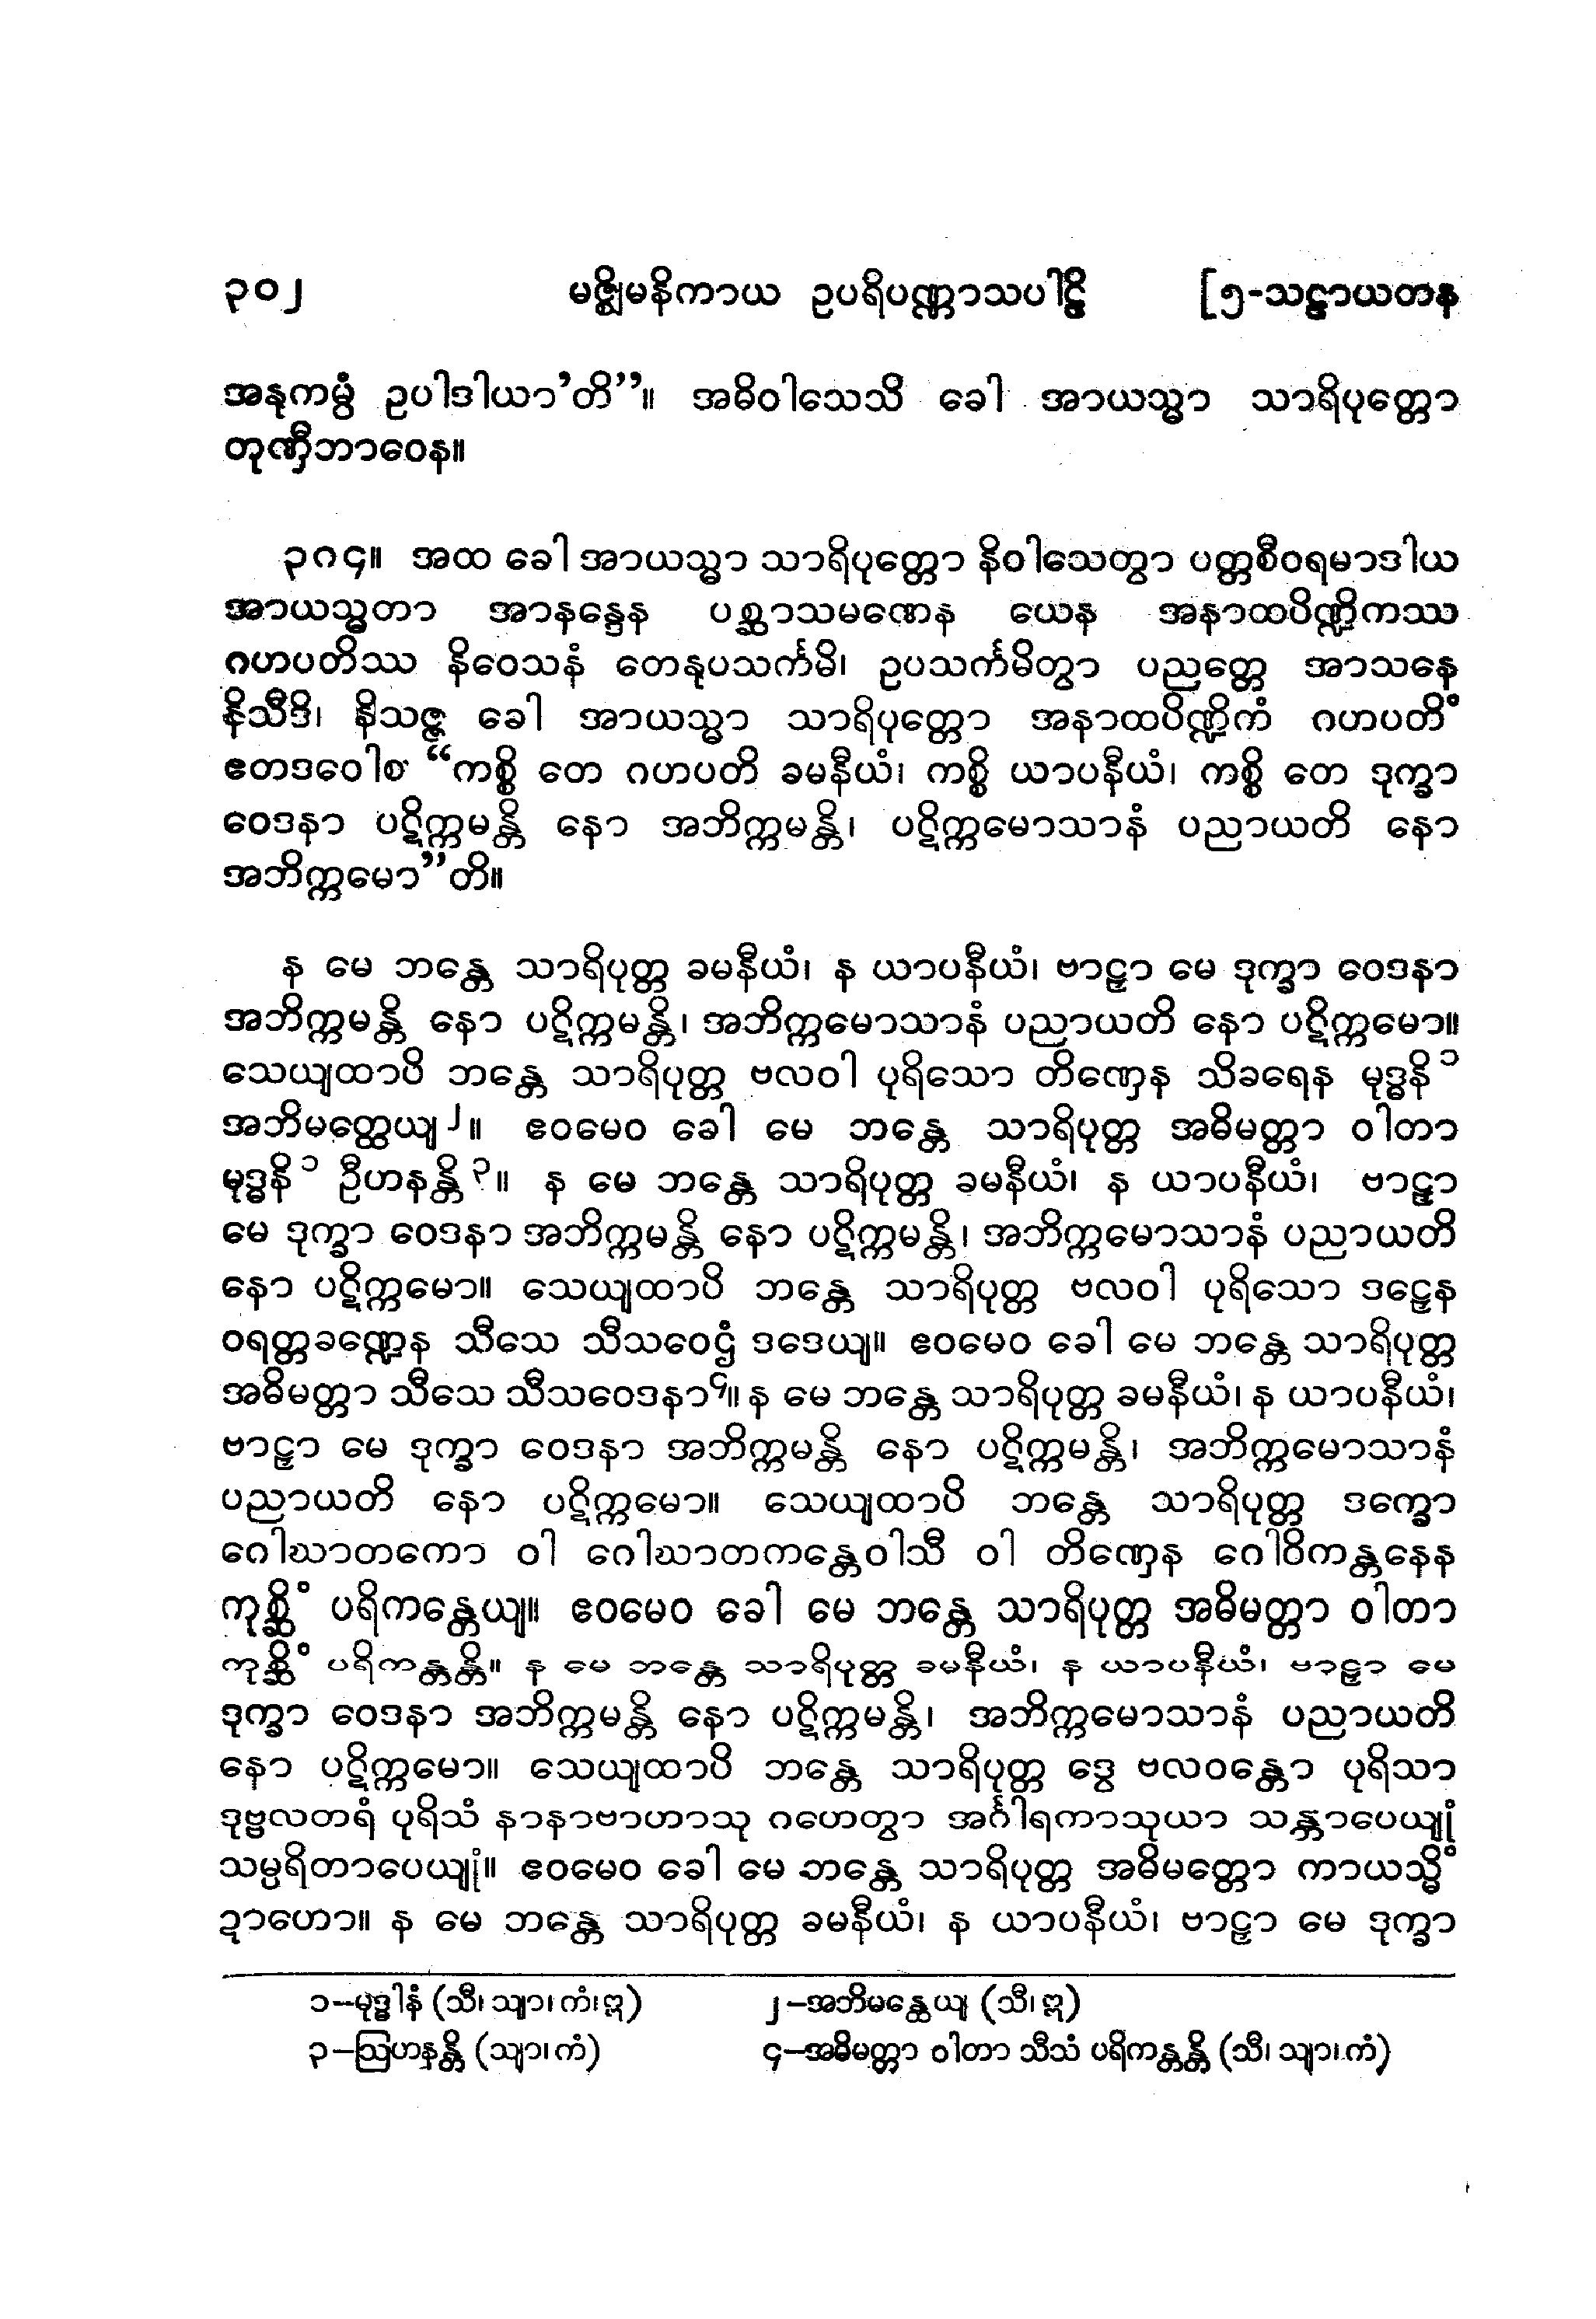 ၃၀၂ မဇ္ဈိမနိကာယ ဥပရိပဏ္ဏာသပါဠိ [၅-သဠာယတန
အနုကမ္ပံ ဥပါဒါယာ’တိ”။ အဓိဝါသေသိ ခေါ အာယသ္မာ သာရိပုတ္တော
တုဏှီဘာဝေန။
၃၈၄။ အထ ခေါ အာယသ္မာ သာရိပုတ္တော နိဝါသေတွာ ပတ္တစီဝရမာဒါယ
အာယသ္မတာ အာနန္ဒေန ပစ္ဆာသမဏေန ယေန အနာထပိဏ္ဍိကဿ
ဂဟပတိဿ နိဝေသနံ တေနုပသင်္ကမိ၊ ဥပသင်္ကမိတွာ ပညတ္တေ အာသနေ
နိသီဒိ၊ နိသဇ္ဇ ခေါ အာယသ္မာ သာရိပုတ္တော အနာထပိဏ္ဍိကံ ဂဟပတိံ
ဧတဒဝေါစ “ကစ္စိ တေ ဂဟပတိ ခမနီယံ၊ ကစ္စိ ယာပနီယံ၊ ကစ္စိ တေ ဒုက္ခာ
ဝေဒနာ ပဋိက္ကမန္တိ နော အဘိက္ကမန္တိ၊ ပဋိက္ကမောသာနံ ပညာယတိ နော
အဘိက္ကမော”တိ။
န မေ ဘန္တေ သာရိပုတ္တ ခမနီယံ၊ န ယာပနီယံ၊ ဗာဠှာ မေ ဒုက္ခာ ဝေဒနာ
အဘိက္ကမန္တိ နော ပဋိက္ကမန္တိ၊ အဘိက္ကမောသာနံ ပညာယတိ နော ပဋိက္ကမော။
သေယျထာပိ ဘန္တေ သာရိပုတ္တ ဗလဝါ ပုရိသော တိဏှေန သိခရေန မုဒ္ဓနိ ၁
အဘိမတ္ထေယျ ၂။ ဧဝမေဝ ခေါ မေ ဘန္တေ သာရိပုတ္တ အဓိမတ္တာ ဝါတာ
မုဒ္ဓနိ ၁ ဦဟနန္တိ ၃။ န မေ ဘန္တေ သာရိပုတ္တ ခမနီယံ၊ န ယာပနီယံ၊ ဗာဠှာ
မေ ဒုက္ခာ ဝေဒနာ အဘိက္ကမန္တိ နော ပဋိက္ကမန္တိ၊ အဘိက္ကမောသာနံ ပညာယတိ
နော ပဋိက္ကမော။ သေယျထာပိ ဘန္တေ သာရိပုတ္တ ဗလဝါ ပုရိသော ဒဠှေန
ဝရတ္တခဏ္ဍေန သီသေ သီသဝေဌံ ဒဒေယျ။ ဧဝမေဝ ခေါ မေ ဘန္တေ သာရိပုတ္တ
အဓိမတ္တာ သီသေ သီသဝေဒနာ၄။ န မေ ဘန္တေ သာရိပုတ္တ ခမနီယံ၊ န ယာပနီယံ၊
ဗာဠှာ မေ ဒုက္ခာ ဝေဒနာ အဘိက္ကမန္တိ နော ပဋိက္ကမန္တိ၊ အဘိက္ကမောသာနံ
ပညာယတိ နော ပဋိက္ကမော။ သေယျထာပိ ဘန္တေ သာရိပုတ္တ ဒက္ခော
ဂေါဃာတကော ဝါ ဂေါဃာတကန္တေဝါသီ ဝါ တိဏှေန ဂေါဝိကန္တနေန
ကုစ္ဆိံ ပရိကန္တေယျ။ ဧဝမေဝ ခေါ မေ ဘန္တေ သာရိပုတ္တ အဓိမတ္တာ ဝါတာ
ကုစ္ဆိံ ပရိကန္တန္တိ။ န မေ ဘန္တေ သာရိပုတ္တ ခမနီယံ၊ န ယာပနီယံ၊ ဗာဠှာ မေ
ဒုက္ခာ ဝေဒနာ အဘိက္ကမန္တိ နော ပဋိက္ကမန္တိ၊ အဘိက္ကမောသာနံ ပညာယတိ
နော ပဋိက္ကမော။ သေယျထာပိ ဘန္တေ သာရိပုတ္တ ဒွေ ဗလဝန္တော ပုရိသာ
ဒုဗ္ဗလတရံ ပုရိသံ နာနာဗာဟာသု ဂဟေတွာ အင်္ဂါရကာသုယာ သန္တာပေယျုံ
သမ္ပရိတာပေယျုံ။ ဧဝမေဝ ခေါ မေ ဘန္တေ သာရိပုတ္တ အဓိမတ္တော ကာယသ္မိံ
ဍာဟော။ န မေ ဘန္တေ သာရိပုတ္တ ခမနီယံ၊ န ယာပနီယံ၊ ဗာဠှာ မေ ဒုက္ခာ
၁–မုဒ္ဓါနံ (သီ၊ သျာ၊ ကံ၊ ဣ) ၂–အဘိမန္ထေယျ (သီ၊ ဣ)
၃–ဩဟနန္တိ (သျာ၊ ကံ) ၄–အဓိမတ္တာ ဝါတာ သီသံ ပရိကန္တန္တိ (သီ၊ သျာ၊ ကံ)